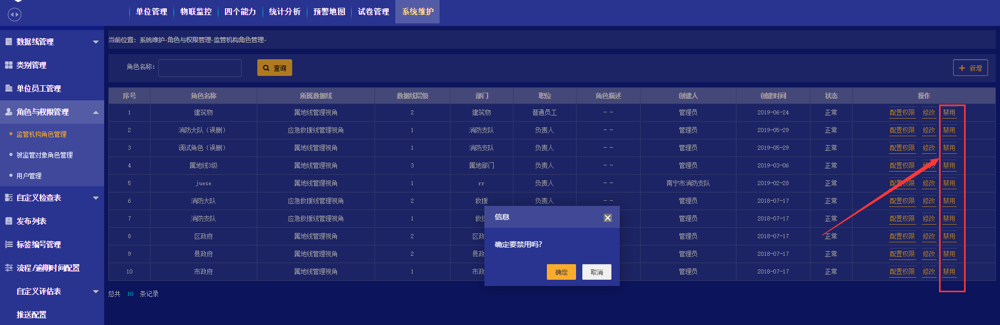 单位管理 物联监控 四个能力 统计分析 预警地图 试卷管理 系统维护
数据线管理
类别管理
单位员工管理
角色与权限管理
监管机构角色管理
被监管对象角色管理
用户管理
自定义检查表
发布列表
标签编号管理
流程/逾期时间配置
自定义评估表
推送配置
当前位置：系统维护-角色与权限管理-监管机构角色管理-
角色名称： 查询 新增
序号 角色名称 所属数据线 数据线层级 部门 职位 角色描述 创建人 创建时间 状态 操作
1 建筑物 属地线管理视角 2 建筑物 普通员工 -- 管理员 2019-06-24 正常 配置权限 修改 禁用
2 消防大队（误删） 应急救援线管理视角 1 消防支队 负责人 -- 管理员 2019-05-29 正常 配置权限 修改 禁用
3 调试角色（误删） 属地线管理视角 1 消防支队 负责人 -- 管理员 2019-05-29 正常 配置权限 修改 禁用
4 属地线3级 属地线管理视角 3 属地部门 负责人 -- 管理员 2019-03-06 正常 配置权限 修改 禁用
5 juese 属地线管理视角 1 rr 负责人 -- 南宁市消防支队 2019-02-28 正常 配置权限 修改 禁用
6 消防大队 应急救援线管理视角 2 救援 负责人 -- 管理员 2018-07-17 正常 配置权限 修改 禁用
7 消防支队 应急救援线管理视角 1 管理员 2018-07-17 正常 配置权限 修改 禁用
8 区政府 属地线管理视角 2 区政 管理员 2018-07-17 正常 配置权限 修改 禁用
9 县政府 属地线管理视角 2 县政 管理员 2018-07-17 正常 配置权限 修改 禁用
10 市政府 属地线管理视角 1 市政 管理员 2018-07-17 正常 配置权限 修改 禁用
总共 10 条记录
信息
确定要禁用吗?
确定 取消